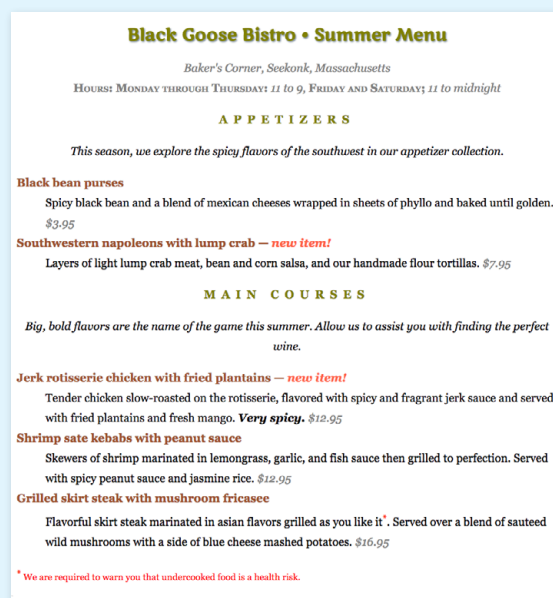 Black Goose Bistro • Summer Menu
Baker's Corner, Seekonk, Massachusetts
Hours: Monday through Thursday: 11 to 9, Friday and Saturday; 11 to midnight
APPETIZERS
This season, we explore the spicy flavors of the southwest in our appetizer collection.
Black bean purses
Spicy black bean and a blend of mexican cheeses wrapped in sheets of phyllo and baked until golden.
$3.95
Southwestern napoleons with lump crab — new item!
Layers of light lump crab meat, bean and corn salsa, and our handmade flour tortillas. $7.95
MAIN COURSES
Big, bold flavors are the name of the game this summer. Allow us to assist you with finding the perfect
wine.
Jerk rotisserie chicken with fried plantains — new item!
Tender chicken slow-roasted on the rotisserie, flavored with spicy and fragrant jerk sauce and served
with fried plantains and fresh mango. Very spicy. $12.95
Shrimp sate kebabs with peanut sauce
Skewers of shrimp marinated in lemongrass, garlic, and fish sauce then grilled to perfection. Served
with spicy peanut sauce and jasmine rice. $12.95
Grilled skirt steak with mushroom fricasee
Flavorful skirt steak marinated in asian flavors grilled as you like it*. Served over a blend of sauteed
wild mushrooms with a side of blue cheese mashed potatoes. $16.95
* We are required to warn you that undercooked food is a health risk.